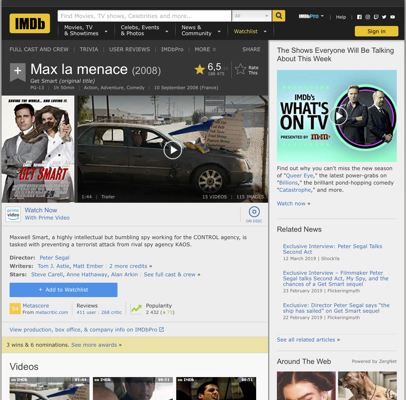 IMDb
Find Movies, TV shows, Celebrities and more...
All
IMDbPro
Help
Movies, TV
& Showtimes
Celebs, Events
& Photos
News &
Community
Watchlist
Sign in
FULL CAST AND CREW | TRIVIA | USER REVIEWS | IMDbPro | MORE
SHARE
Max la menace (2008)
Get Smart (original title)
PG-13 | 1h 50min | Action, Adventure, Comedy | 10 September 2008 (France)
6,5
Rate
This
GET SMART
1:44 | Trailer
15 VIDEOS | 115 IMAGES
prime
video
Watch Now
With Prime Video
ON DISC
Maxwell Smart, a highly intellectual but bumbling spy working for the CONTROL agency, is
tasked with preventing a terrorist attack from rival spy agency KAOS.
Director: Peter Segal
Writers: Tom J. Astle, Matt Ember | 2 more credits »
Stars: Steve Carell, Anne Hathaway, Alan Arkin | See full cast & crew »
+ Add to Watchlist
Metascore
From metacritic.com
Reviews
411 user | 268 critic
Popularity
2 432
View production, box office, & company info on IMDbPro
3 wins & 6 nominations. See more awards »
Videos
The Shows Everyone Will Be Talking
About This Week
IMDb's
WHAT'S
ON TV
PRESENTED BY
Find out why you can't miss the new season
of "Queer Eye," the latest power-grabs on
"Billions," the brilliant pond-hopping comedy
"Catastrophe," and more.
Watch now »
Related News
Exclusive Interview: Peter Segal Talks
Second Act
12 March 2019 | ShockYa
Exclusive Interview – Filmmaker Peter
Segal talks Second Act, My Spy, and the
chances of a Get Smart sequel!
23 February 2019 | Flickeringmyth
Exclusive: Director Peter Segal says "the
ship has sailed" on Get Smart sequel
22 February 2019 | Flickeringmyth
See all related articles »
Around The Web
Powered by ZergNet